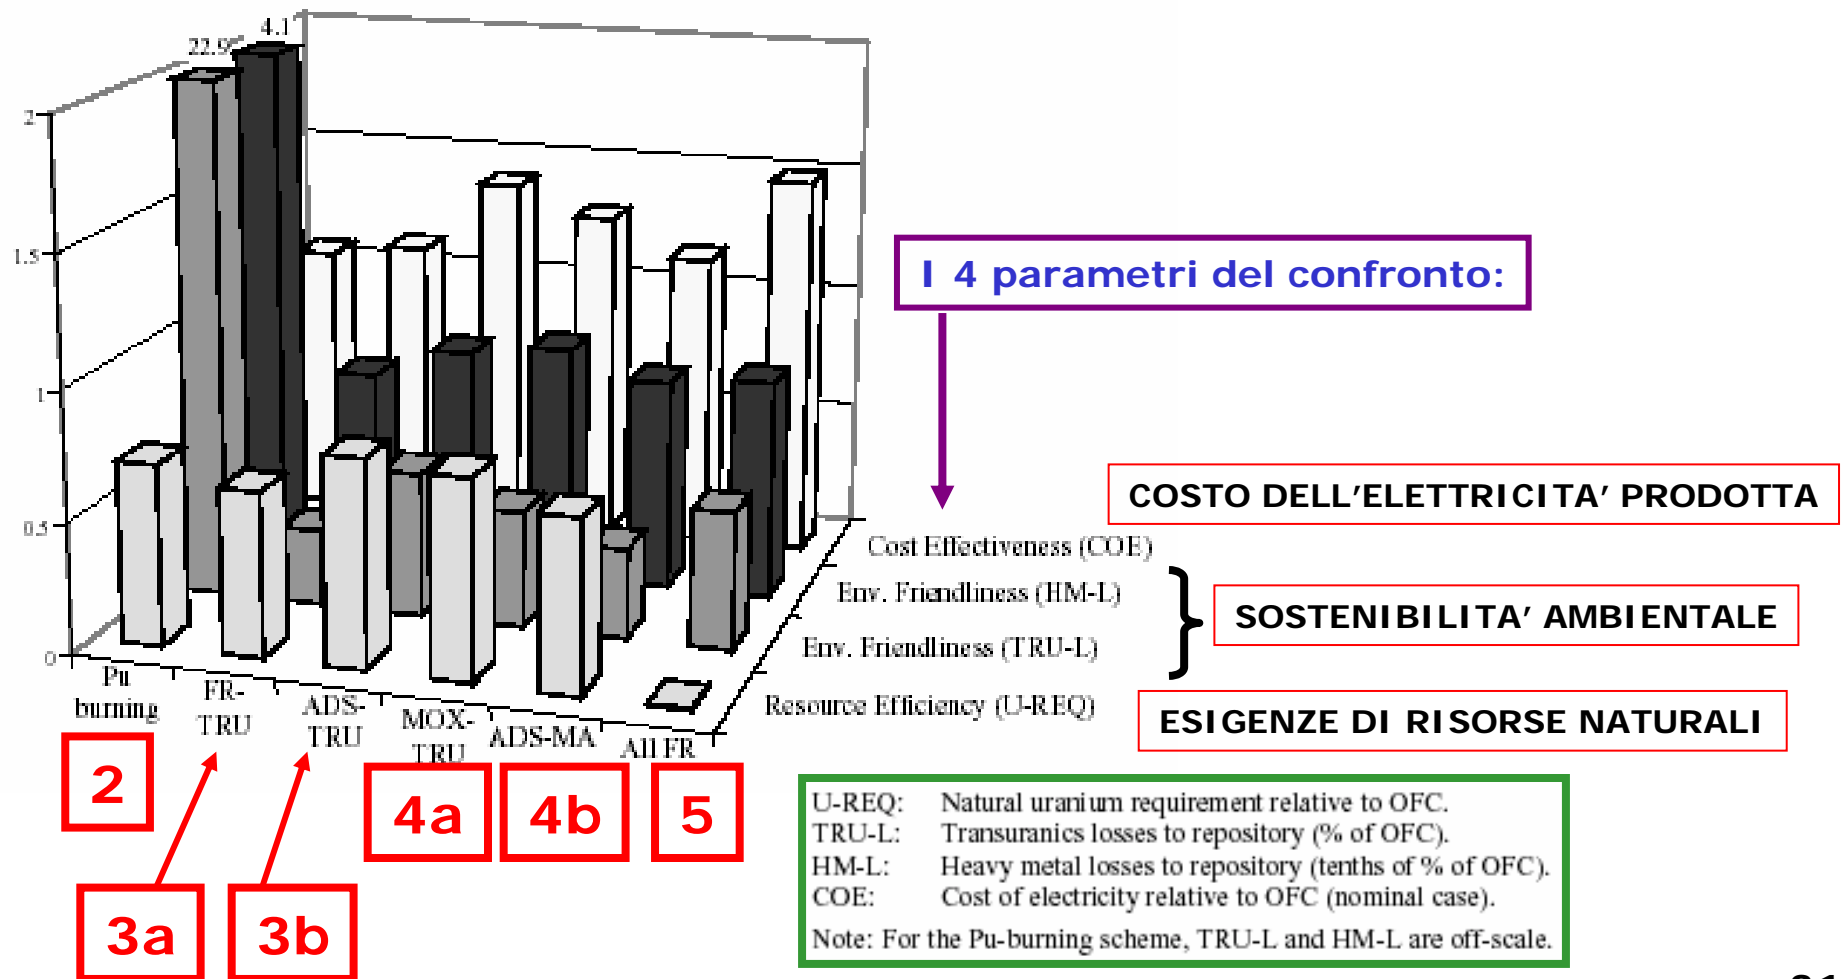 22.9
4.1
2
1.5
1
0.5
0
I 4 parametri del confronto:
COSTO DELL'ELETTRICITA' PRODOTTA
Cost Effectiveness (COE)
Env. Friendliness (HM-L)
SOSTENIBILITA' AMBIENTALE
Env. Friendliness (TRU-L)
Resource Efficiency (U-REQ)
ESIGENZE DI RISORSE NATURALI
Pu
burning
FR-
TRU
ADS-
TRU
MOX-
TRU
ADS-MA
All FR
2
4a
4b
5
3a
3b
U-REQ: Natural uranium requirement relative to OFC.
TRU-L: Transuranics losses to repository (% of OFC).
HM-L: Heavy metal losses to repository (tenths of % of OFC).
COE: Cost of electricity relative to OFC (nominal case).
Note: For the Pu-burning scheme, TRU-L and HM-L are off-scale.